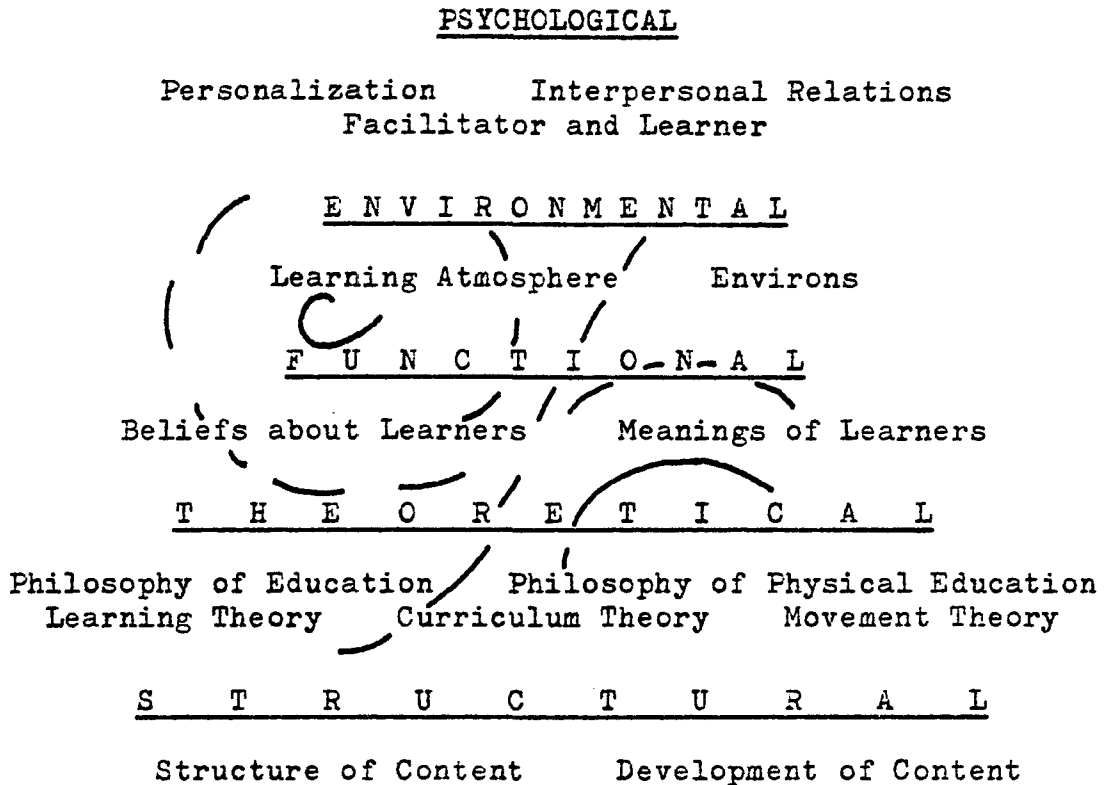 PSYCHOLOGICAL
Personalization Interpersonal Relations
Facilitator and Learner
E N V I R O N M E N T A L
Learning Atmosphere Environs
F U N C T I O N A L
Beliefs about Learners Meanings of Learners
T H E O R E T I C A L
Philosophy of Education Philosophy of Physical Education
Learning Theory Curriculum Theory Movement Theory
S T R U C T U R A L
Structure of Content Development of Content